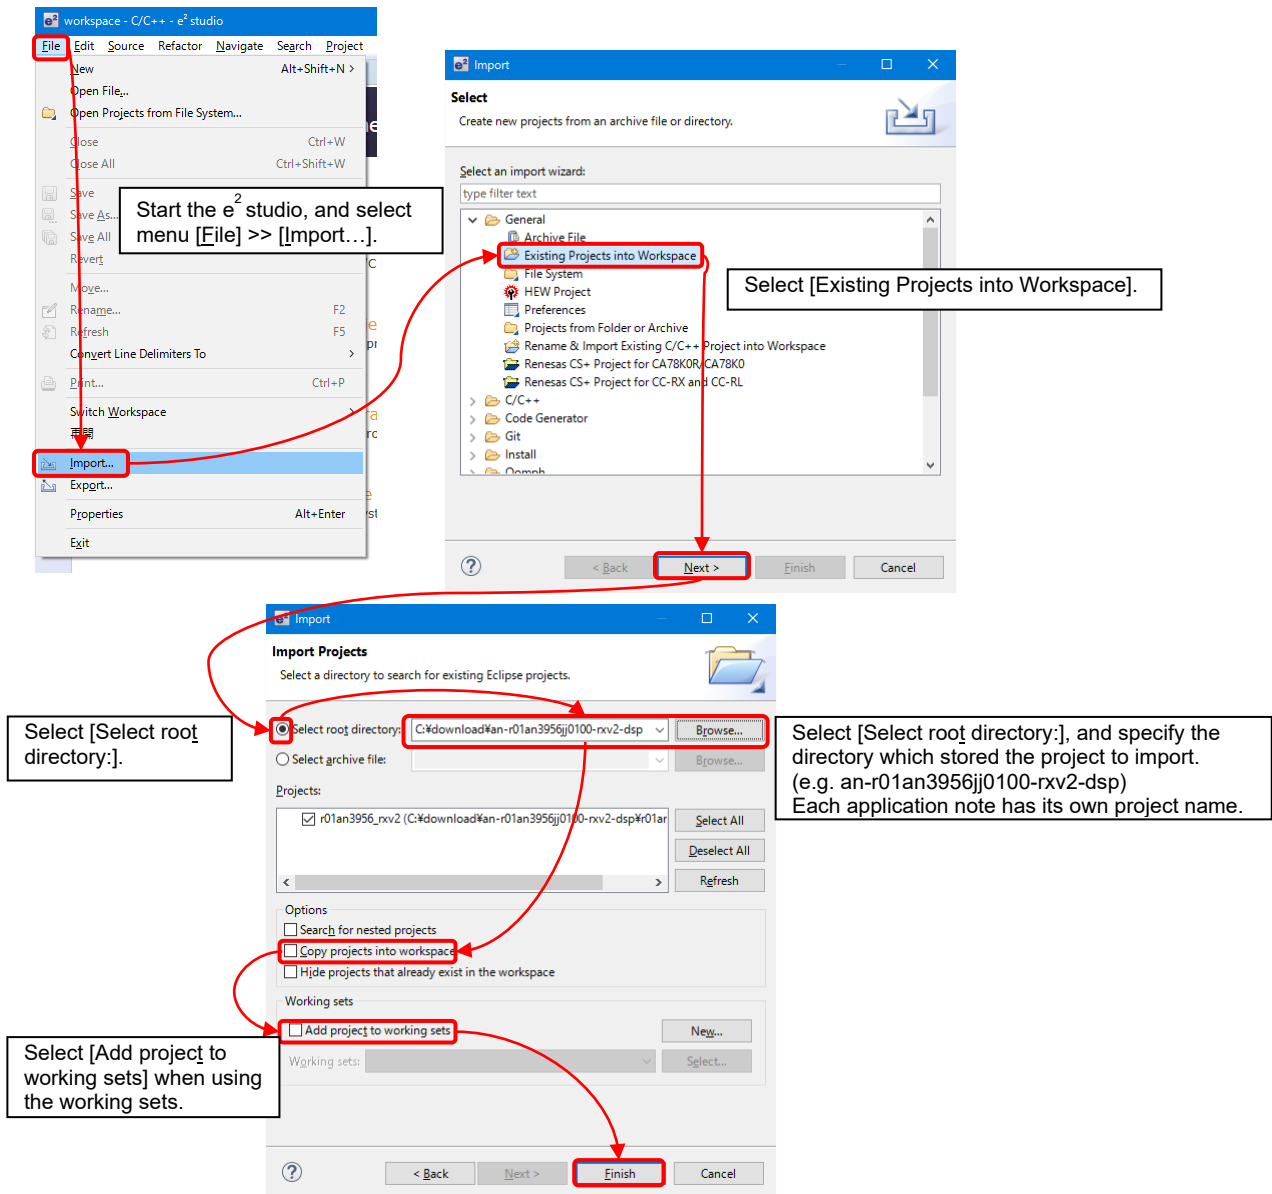 workspace - C/C++ - e² studio
File Edit Source Refactor Navigate Search Project
New Alt+Shift+N >
Open File...
Open Projects from File System...
Close Ctrl+W
Close All Ctrl+Shift+W
Save
Save As...
Save All
Revert
Move...
Rename... F2
Refresh F5
Convert Line Delimiters To >
Print... Ctrl+P
Switch Workspace >
再開
Import...
Export...
Properties Alt+Enter
Exit
Start the e² studio, and select
menu [File] >> [Import…].
Import
Select
Create new projects from an archive file or directory.
Select an import wizard:
type filter text
General
Archive File
Existing Projects into Workspace
File System
HEW Project
Preferences
Projects from Folder or Archive
Rename & Import Existing C/C++ Project into Workspace
Renesas CS+ Project for CA78K0R/CA78K0
Renesas CS+ Project for CC-RX and CC-RL
C/C++
Code Generator
Git
Install
Oomph
< Back Next > Finish Cancel
Select [Existing Projects into Workspace].
Import
Import Projects
Select a directory to search for existing Eclipse projects.
Select root directory: C:¥download¥an-r01an3956jj0100-rxv2-dsp Browse...
Select archive file: Browse...
Projects:
r01an3956_rxv2 (C:¥download¥an-r01an3956jj0100-rxv2-dsp¥r01ar
Select All
Deselect All
Refresh
Options
Search for nested projects
Copy projects into workspace
Hide projects that already exist in the workspace
Working sets
Add project to working sets New...
Working sets: Select...
< Back Next > Finish Cancel
Select [Select root
directory:].
Select [Select root directory:], and specify the
directory which stored the project to import.
(e.g. an-r01an3956jj0100-rxv2-dsp)
Each application note has its own project name.
Select [Add project to
working sets] when using
the working sets.